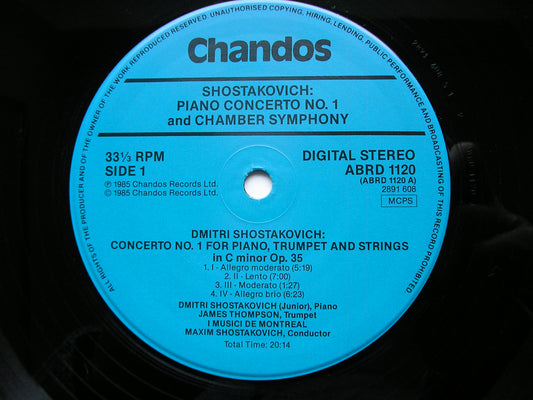 ALL RIGHTS OF THE PRODUCER AND OF THE OWNER OF THE WORK REPRODUCED RESERVED. UNAUTHORISED COPYING, HIRING, LENDING, PUBLIC PERFORMANCE AND BROADCASTING OF THIS RECORD PROHIBITED.
Chandos
SHOSTAKOVICH:
PIANO CONCERTO NO. 1
and CHAMBER SYMPHONY
33⅓ RPM
SIDE 1
℗ 1985 Chandos Records Ltd.
© 1985 Chandos Records Ltd.
DIGITAL STEREO
ABRD 1120
(ABRD 1120 A)
2891 608
MCPS
DMITRI SHOSTAKOVICH:
CONCERTO NO. 1 FOR PIANO, TRUMPET AND STRINGS
in C minor Op. 35
1. I - Allegro moderato (5:19)
2. II - Lento (7:00)
3. III - Moderato (1:27)
4. IV - Allegro brio (6:23)
DMITRI SHOSTAKOVICH (Junior), Piano
JAMES THOMPSON, Trumpet
I MUSICI DE MONTREAL
MAXIM SHOSTAKOVICH, Conductor
Total Time: 20:14